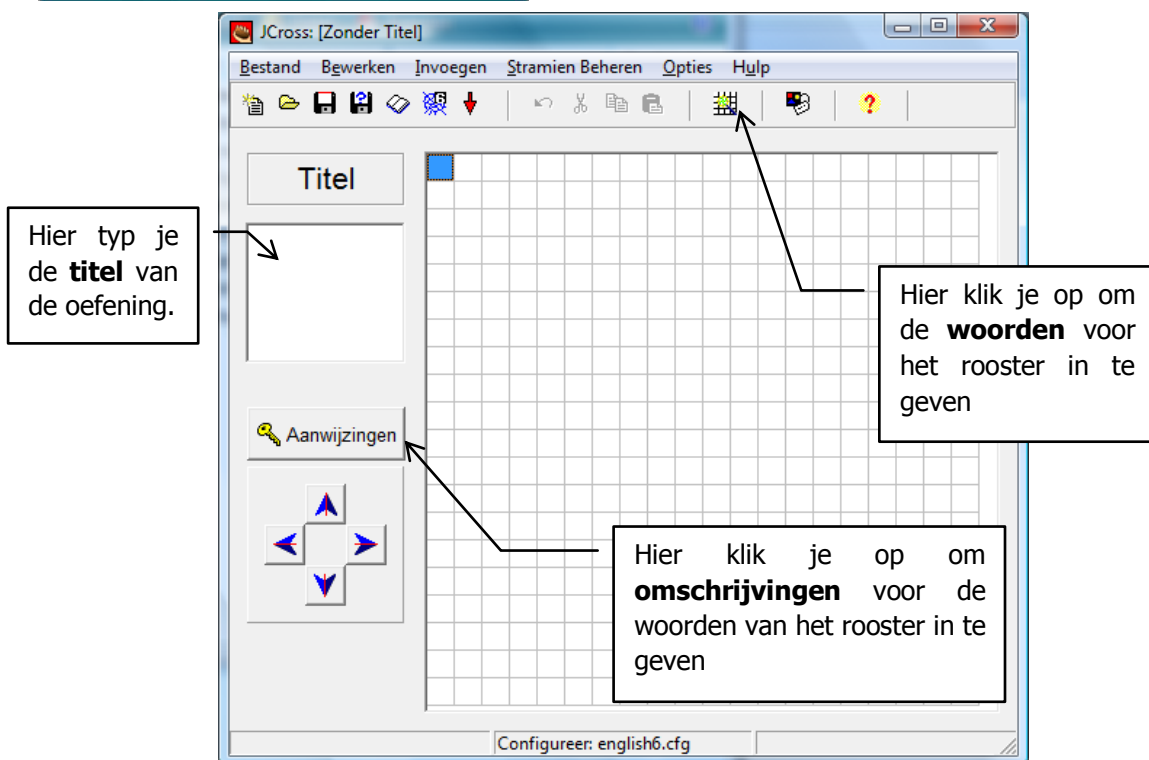 JCross: [Zonder Titel]
Bestand Bewerken Invoegen Stramien Beheren Opties Hulp
Titel
Hier typ je
de titel van
de oefening.
Hier klik je op om
de woorden voor
het rooster in te
geven
Aanwijzingen
Hier klik je op om
omschrijvingen voor de
woorden van het rooster in te
geven
Configureer: english6.cfg